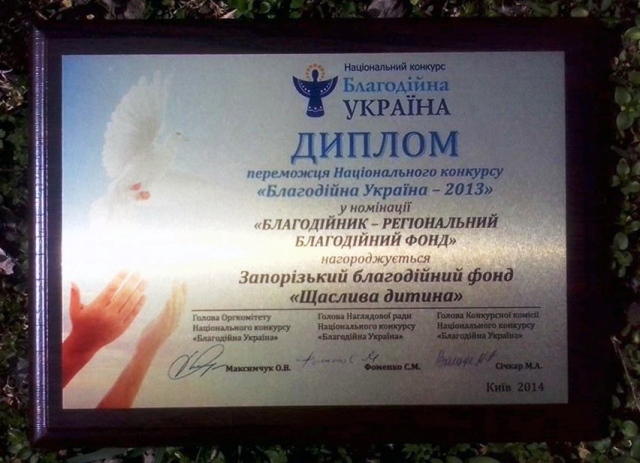 Національний конкурс
Благодійна
УКРАЇНА
ДИПЛОМ
переможця Національного конкурсу
«Благодійна Україна – 2013»
у номінації
«БЛАГОДІЙНИК – РЕГІОНАЛЬНИЙ
БЛАГОДІЙНИЙ ФОНД»
нагороджується
Запорізький благодійний фонд
«Щаслива дитина»
Голова Оргкомітету
Національного конкурсу
«Благодійна Україна»
Максимчук О.В.
Голова Наглядової ради
Національного конкурсу
«Благодійна Україна»
Фоменко С.М.
Голова Конкурсної комісії
Національного конкурсу
«Благодійна Україна»
Січкар М.А.
Київ 2014